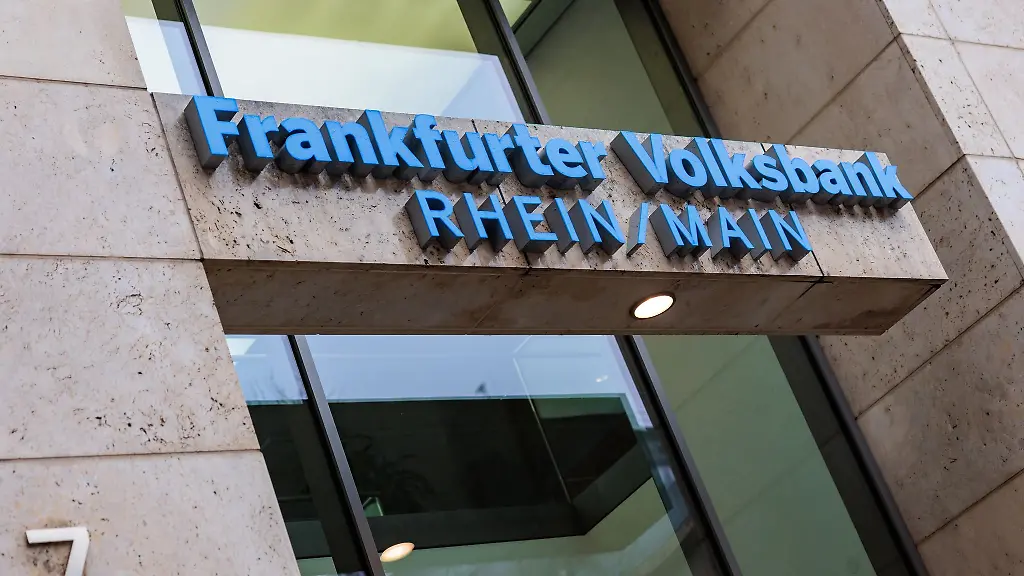 Frankfurter Volksbank
RHEIN/MAIN
7